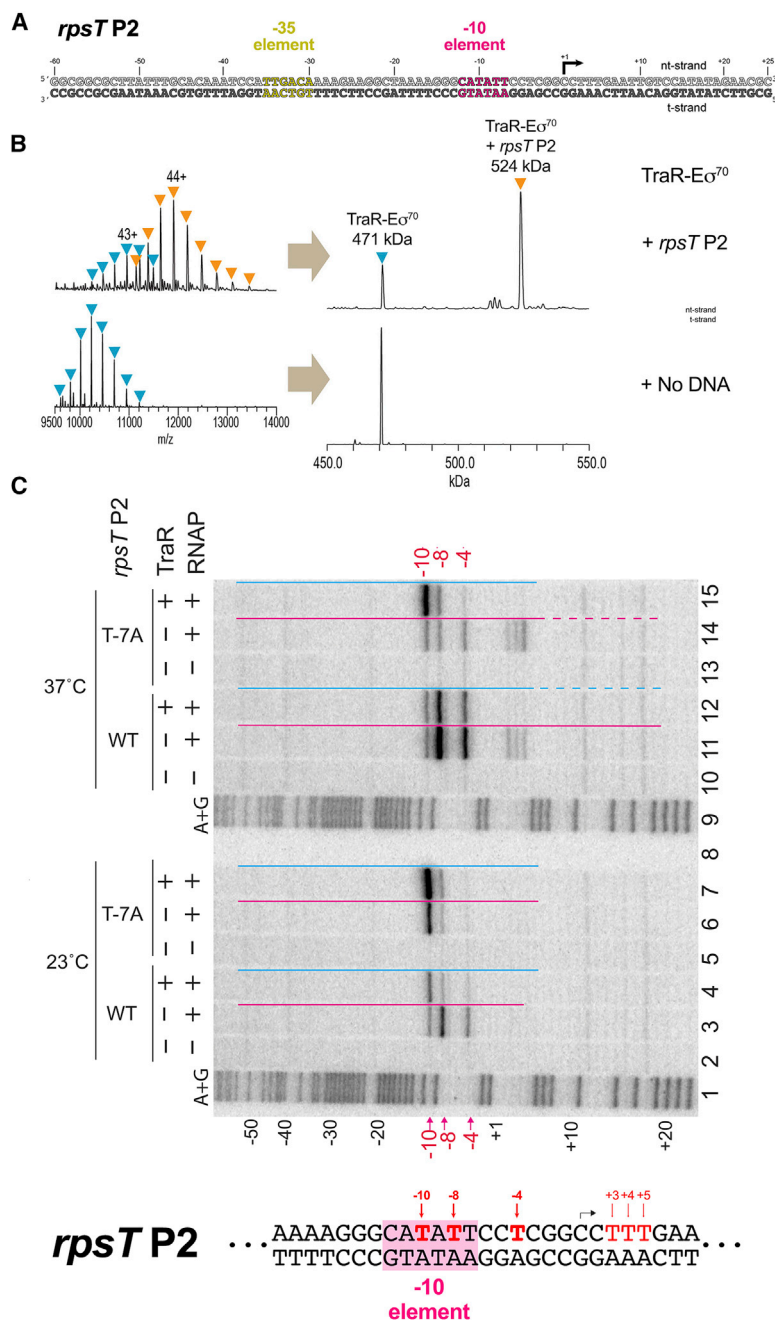 A
rpsT P2
-35
element
-10
element
-60 -50 -40 -30 -20 -10 +1 +10 +20 +25
5' GGCGGCGCTTATTTGCACAAATCCATTGACAAAAGAAGGCTAAAAGGGCATATTCCTCGGCCTTTGAATTGTCCATATAGAACGC 3'
3' CCGCCGCGAATAAACGTGTTTAGGTAACTGTTTTCTTCCGATTTTCCCGTATAAGGAGCCGGAAACTTAACAGGTATATCTTGCG 5'
nt-strand
t-strand
B
44+
43+
9500 10000 11000 12000 13000 14000
m/z
TraR-Eσ70
471 kDa
TraR-Eσ70
+ rpsT P2
524 kDa
nt-strand
t-strand
450.0 500.0 550.0
kDa
TraR-Eσ70
+ rpsT P2
+ No DNA
C
rpsT P2
TraR
RNAP
-10 -8 -4
37˚C
T-7A
+ + 15
– + 14
– – 13
WT
+ + 12
– + 11
– – 10
A+G 9
8
23˚C
T-7A
+ + 7
– + 6
– – 5
WT
+ + 4
– + 3
– – 2
A+G 1
-50 -40 -30 -20 -10 -8 -4 +1 +10 +20
-10 -8 -4 +3 +4 +5
rpsT P2
...AAAAGGGCATATTCCTCGGCCTTTGAA...
TTTTCCCGTATAAGGAGCCGGAAACTT
-10
element